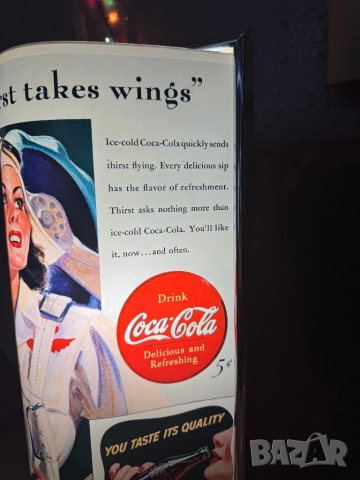 st takes wings”
Ice-cold Coca-Cola quickly sends
thirst flying. Every delicious sip
has the flavor of refreshment.
Thirst asks nothing more than
ice-cold Coca-Cola. You'll like
it, now...and often.
Drink
Coca-Cola
Delicious and
Refreshing
5¢
YOU TASTE ITS QUALITY
BAZAR